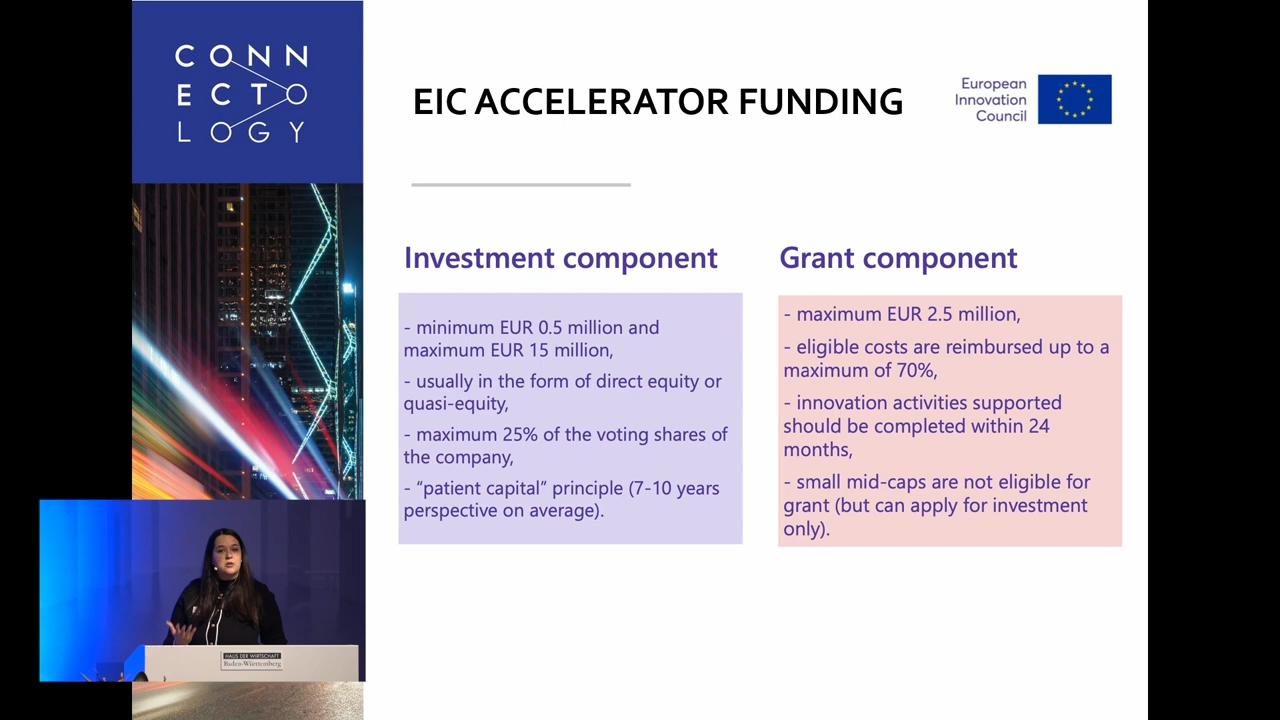 CONN
ECTO
LOGY
EIC ACCELERATOR FUNDING
European
Innovation
Council
Investment component
- minimum EUR 0.5 million and
maximum EUR 15 million,
- usually in the form of direct equity or
quasi-equity,
- maximum 25% of the voting shares of
the company,
- “patient capital” principle (7-10 years
perspective on average).
Grant component
- maximum EUR 2.5 million,
- eligible costs are reimbursed up to a
maximum of 70%,
- innovation activities supported
should be completed within 24
months,
- small mid-caps are not eligible for
grant (but can apply for investment
only).
HAUS DER WIRTSCHAFT
Baden-Württemberg